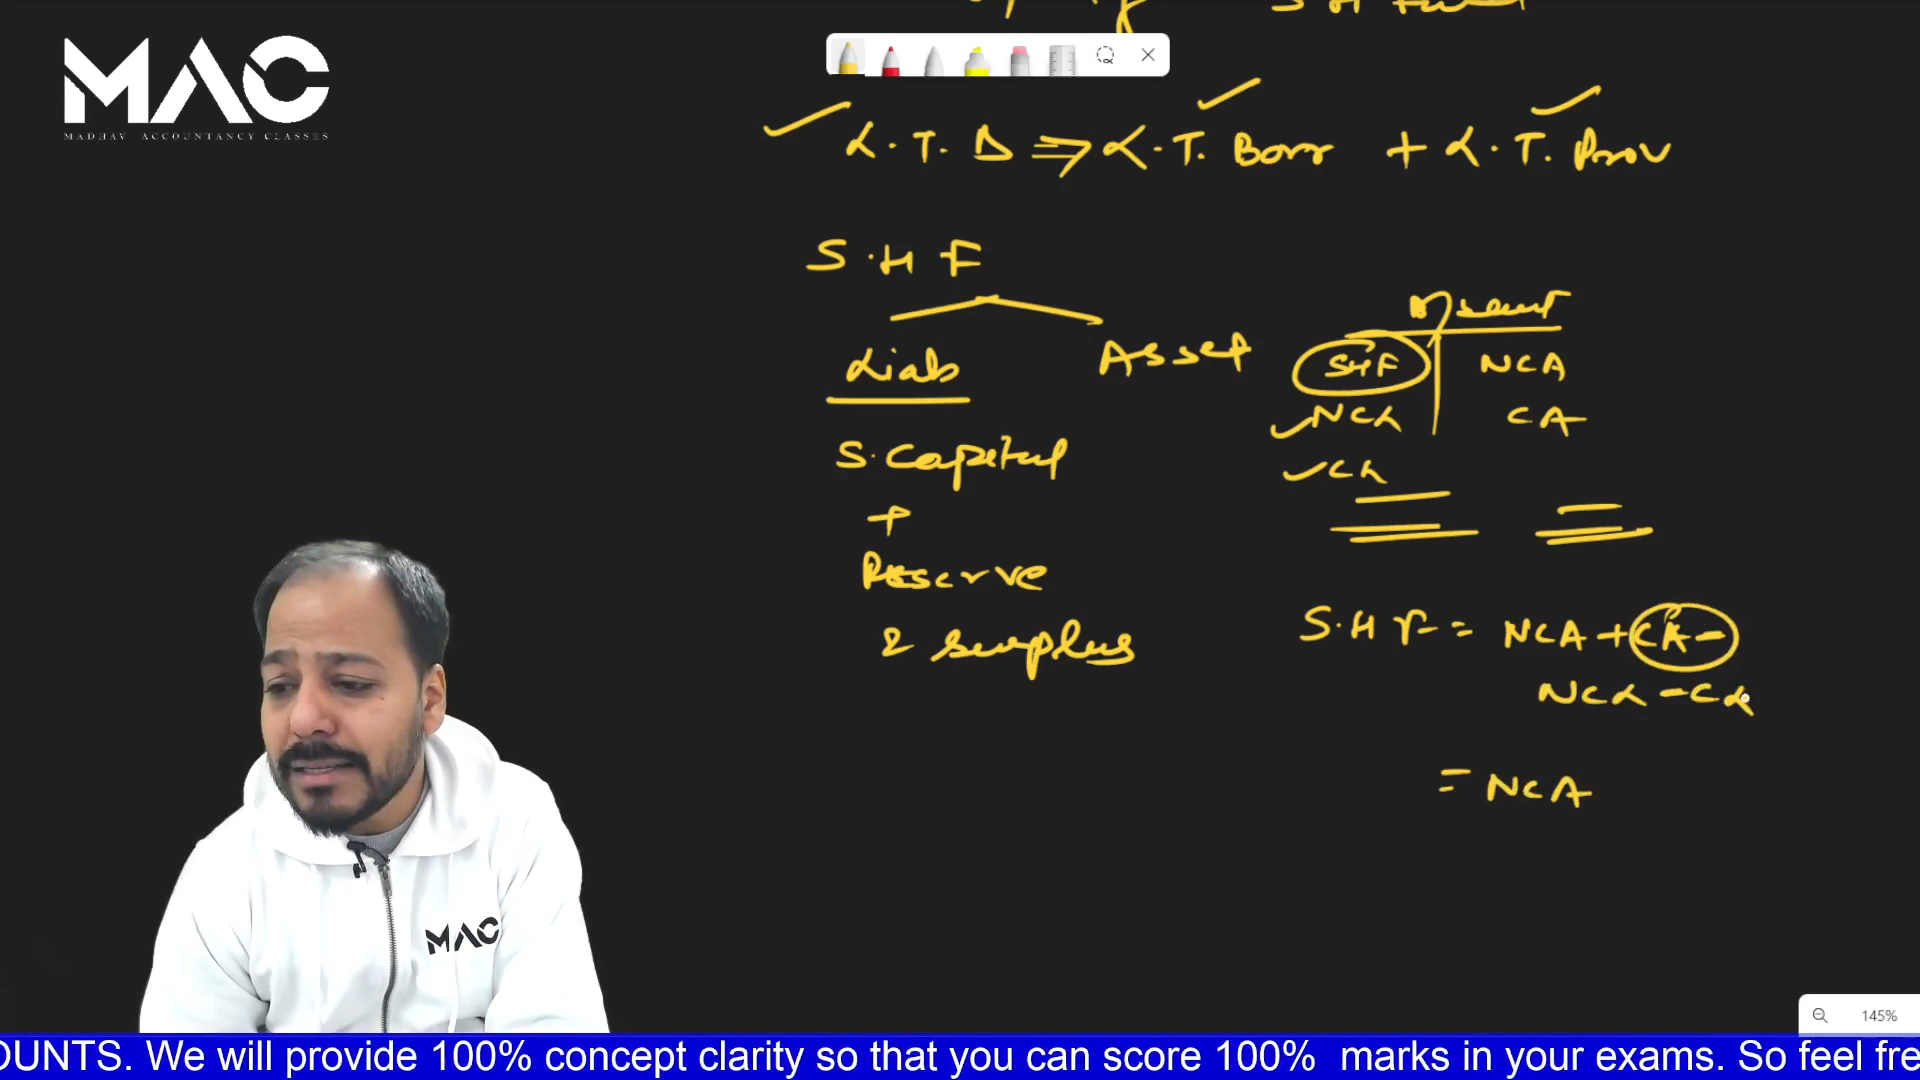 MAC
MADHAV ACCOUNTANCY CLASSES
L.T. D ⇒ L.T. Borr + L.T. Prov
S.H F
Liab
Asset
S.Capital
+
Reserve
& surplus
SHF NCA
NCL CA
CL
S.H F = NCA + CA -
NCL - CL
= NCA
MAC
145%
OUNTS. We will provide 100% concept clarity so that you can score 100% marks in your exams. So feel fre